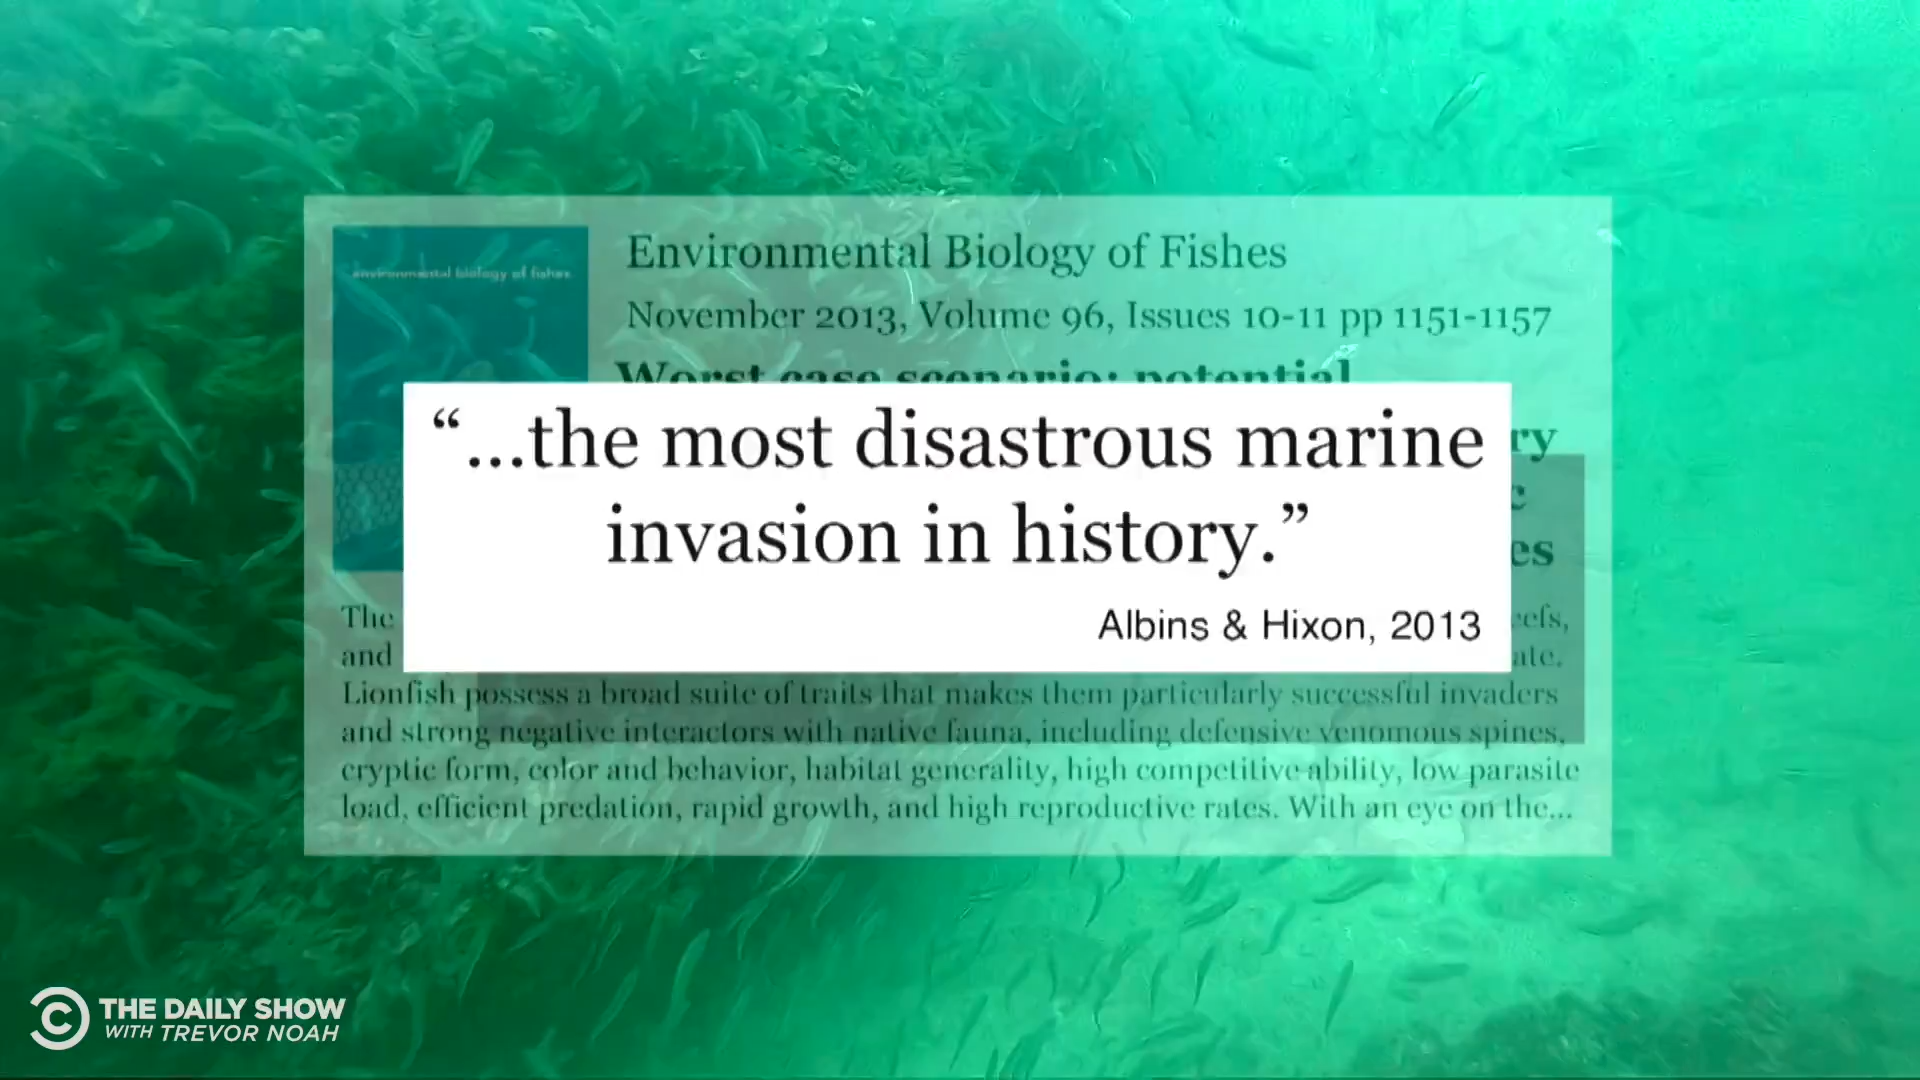 environmental biology of fishes
Environmental Biology of Fishes
November 2013, Volume 96, Issues 10-11 pp 1151-1157
Worst case scenario: potential
“...the most disastrous marine
invasion in history.”
Albins & Hixon, 2013
The
and
Lionfish possess a broad suite of traits that makes them particularly successful invaders
and strong negative interactors with native fauna, including defensive venomous spines,
cryptic form, color and behavior, habitat generality, high competitive ability, low parasite
load, efficient predation, rapid growth, and high reproductive rates. With an eye on the...
THE DAILY SHOW
WITH TREVOR NOAH